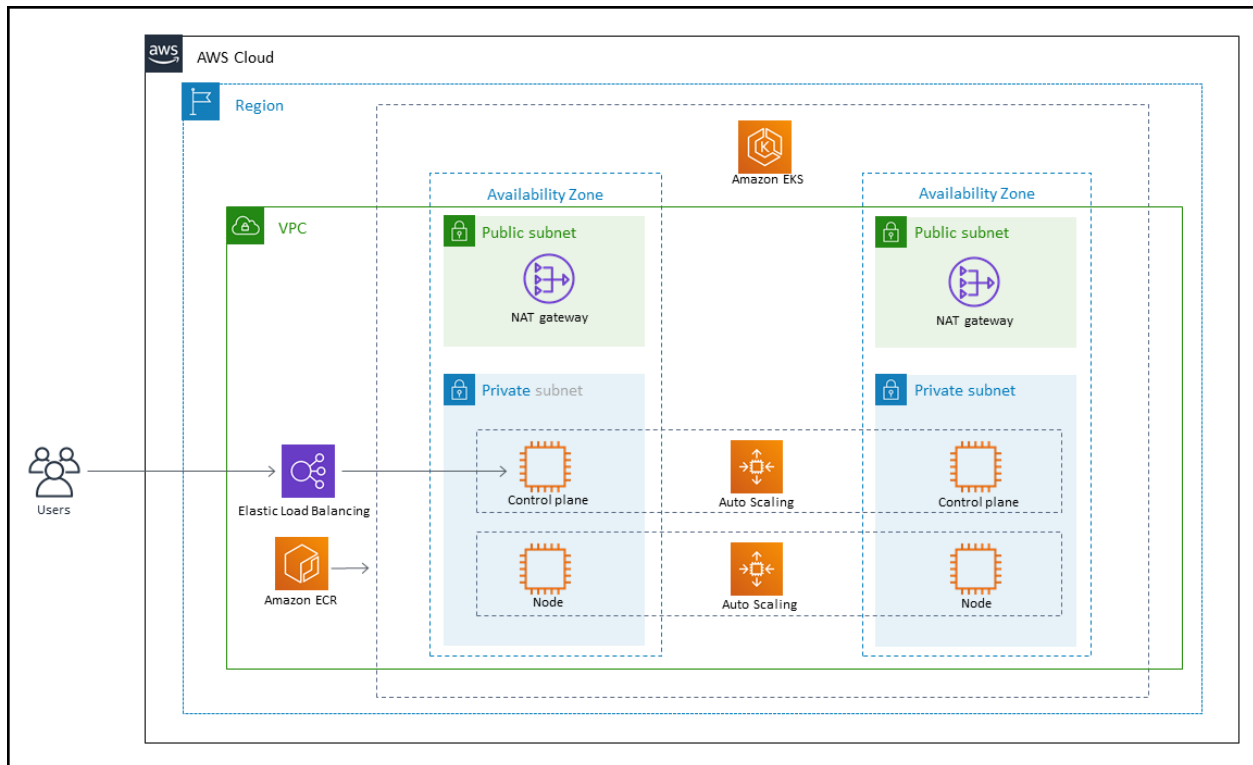 aws
AWS Cloud
Region
Amazon EKS
Availability Zone
Availability Zone
VPC
Public subnet
Public subnet
NAT gateway
NAT gateway
Private subnet
Private subnet
Users
Elastic Load Balancing
Control plane
Auto Scaling
Control plane
Amazon ECR
Node
Auto Scaling
Node